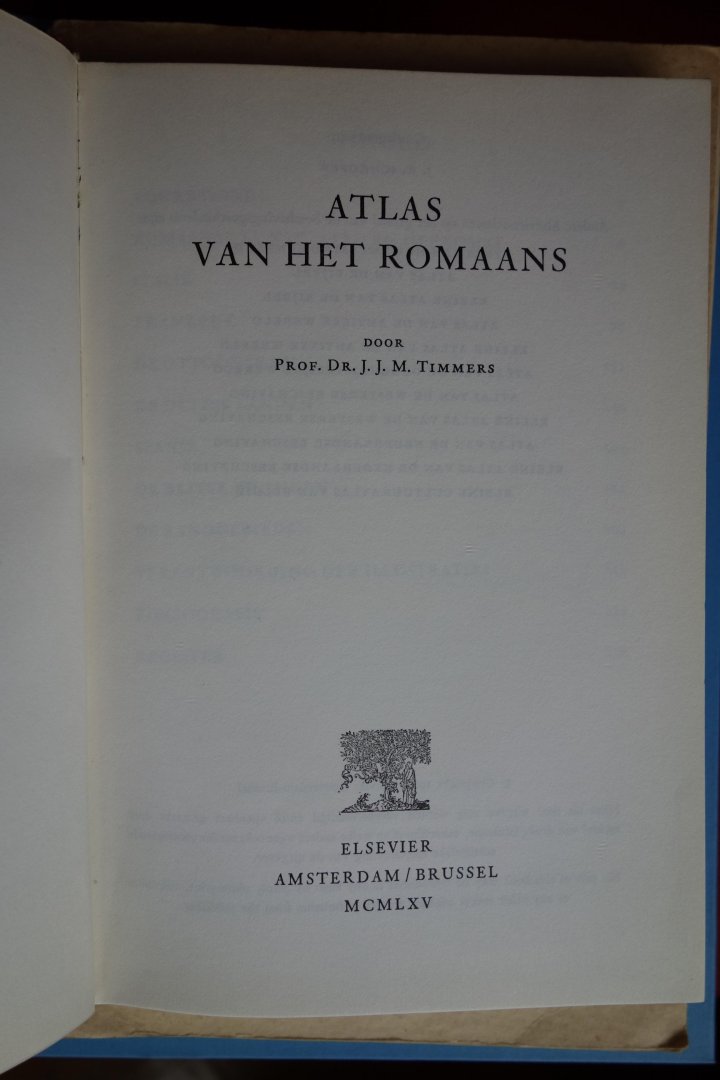 ATLAS
VAN HET ROMAANS
DOOR
PROF. DR. J. J. M. TIMMERS
ELSEVIER
AMSTERDAM / BRUSSEL
MCMLXV